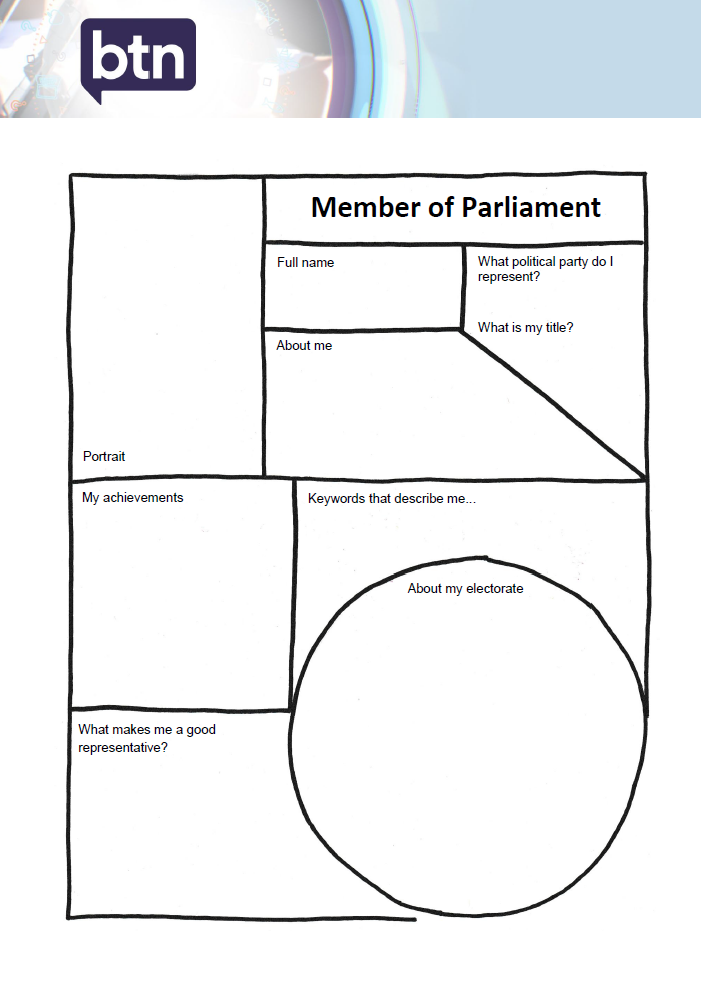 btn
Member of Parliament
Full name
What political party do I
represent?
What is my title?
About me
Portrait
My achievements
Keywords that describe me...
About my electorate
What makes me a good
representative?